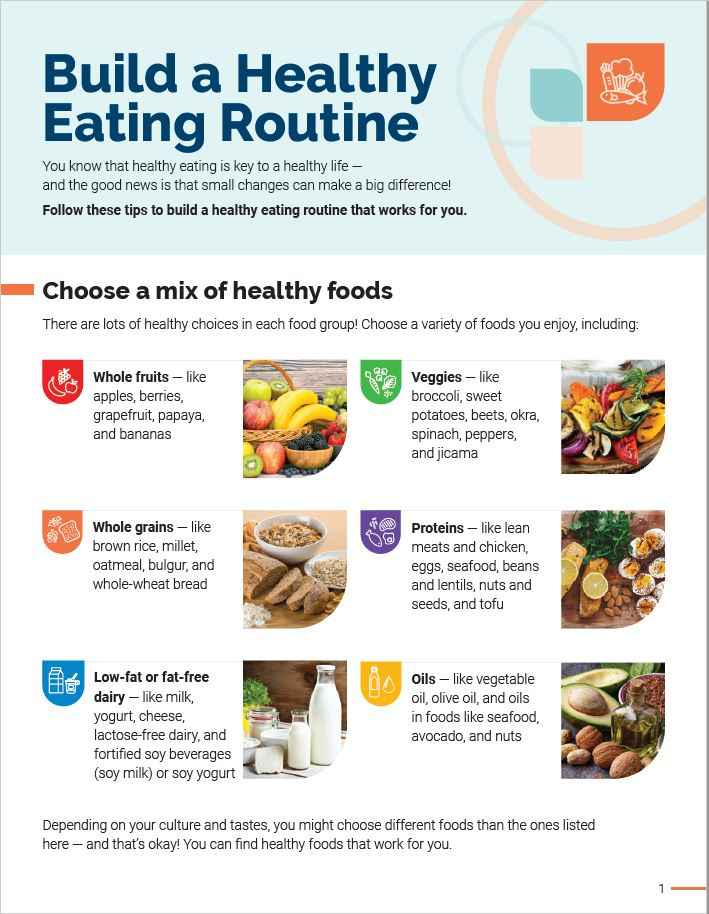 Build a Healthy
Eating Routine
You know that healthy eating is key to a healthy life —
and the good news is that small changes can make a big difference!
Follow these tips to build a healthy eating routine that works for you.
Choose a mix of healthy foods
There are lots of healthy choices in each food group! Choose a variety of foods you enjoy, including:
Whole fruits — like
apples, berries,
grapefruit, papaya,
and bananas
Veggies — like
broccoli, sweet
potatoes, beets, okra,
spinach, peppers,
and jicama
Whole grains — like
brown rice, millet,
oatmeal, bulgur, and
whole-wheat bread
Proteins — like lean
meats and chicken,
eggs, seafood, beans
and lentils, nuts and
seeds, and tofu
Low-fat or fat-free
dairy — like milk,
yogurt, cheese,
lactose-free dairy, and
fortified soy beverages
(soy milk) or soy yogurt
Oils — like vegetable
oil, olive oil, and oils
in foods like seafood,
avocado, and nuts
Depending on your culture and tastes, you might choose different foods than the ones listed
here — and that's okay! You can find healthy foods that work for you.
1